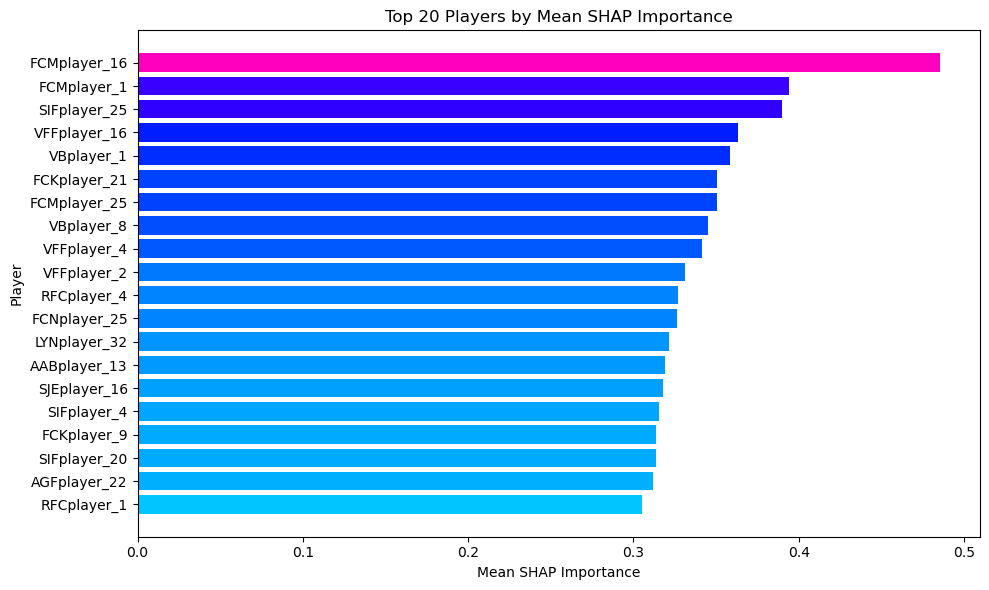 Top 20 Players by Mean SHAP Importance
FCMplayer_16
FCMplayer_1
SIFplayer_25
VFFplayer_16
VBplayer_1
FCKplayer_21
FCMplayer_25
VBplayer_8
VFFplayer_4
VFFplayer_2
RFCplayer_4
FCNplayer_25
LYNplayer_32
AABplayer_13
SJEplayer_16
SIFplayer_4
FCKplayer_9
SIFplayer_20
AGFplayer_22
RFCplayer_1
Player
0.0 0.1 0.2 0.3 0.4 0.5
Mean SHAP Importance